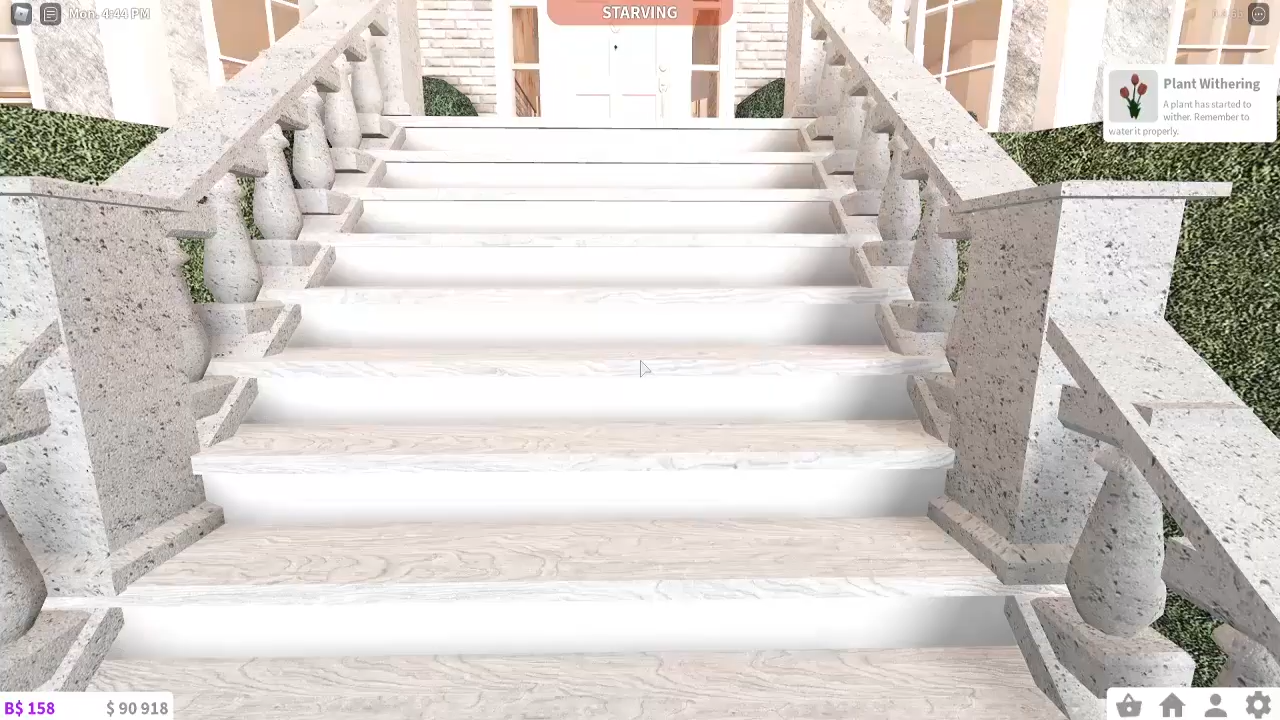 Mon. 4:44 PM
STARVING
Plant Withering
A plant has started to
wither. Remember to
water it properly.
B$ 158
$ 90 918